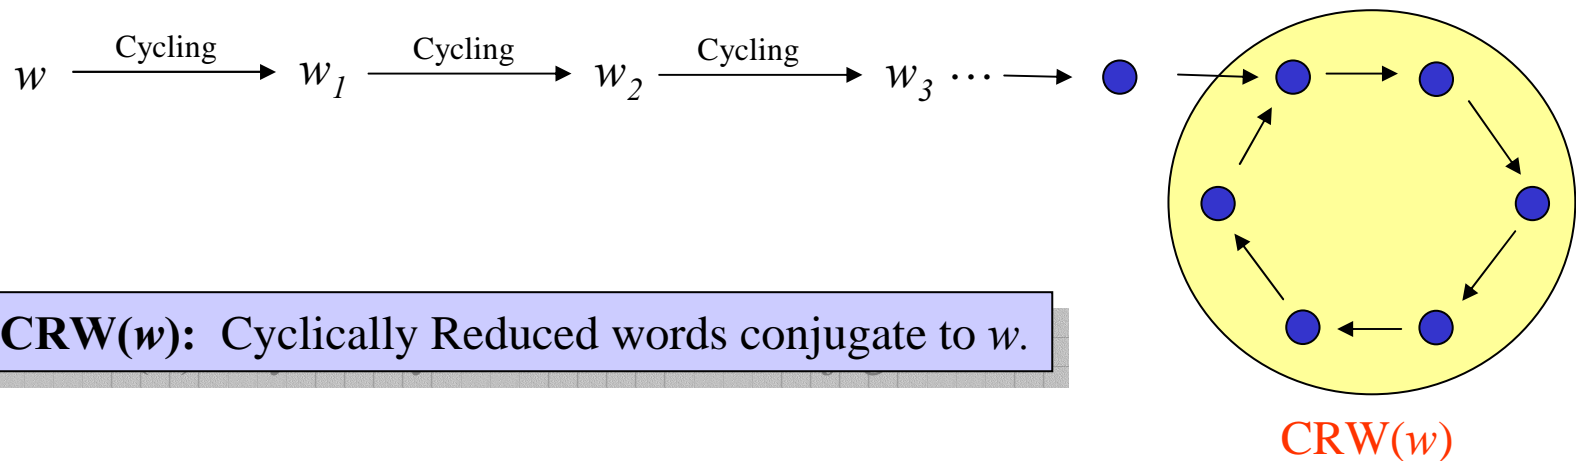 Cycling Cycling Cycling
w w1 w2 w3 ···
CRW(w): Cyclically Reduced words conjugate to w.
CRW(w)